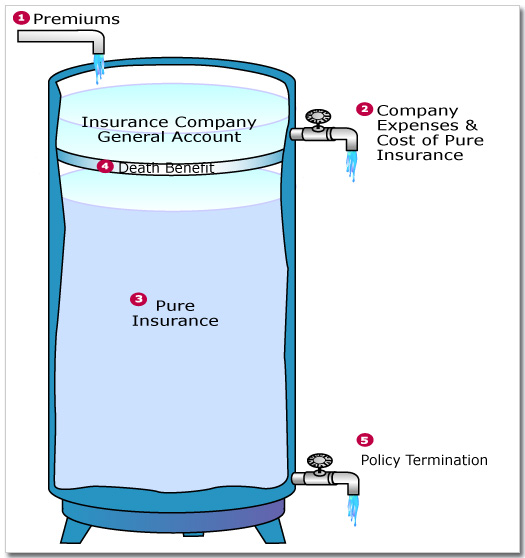 1 Premiums
Insurance Company
General Account
2 Company
Expenses &
Cost of Pure
Insurance
4 Death Benefit
3 Pure
Insurance
5
Policy Termination